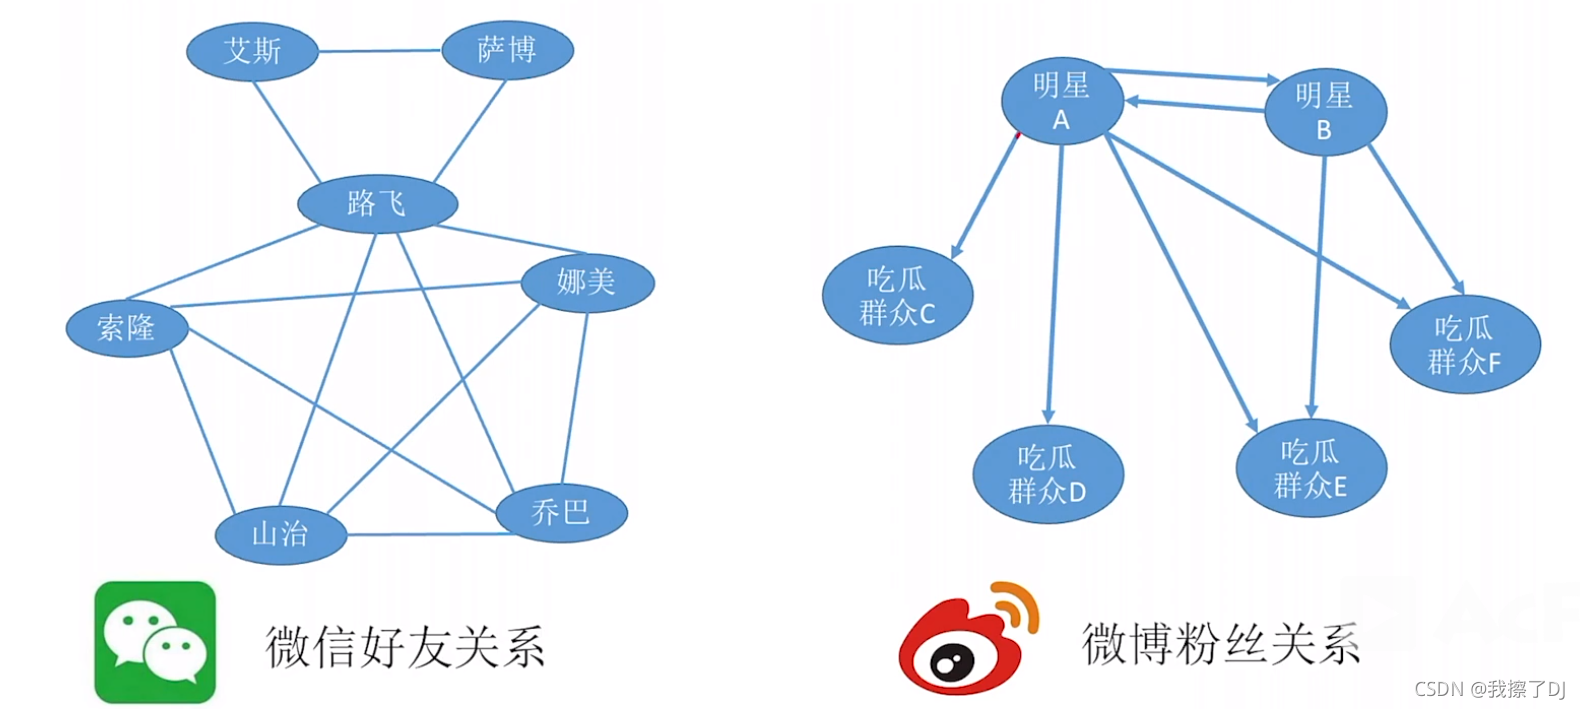 艾斯
萨博
路飞
娜美
索隆
山治
乔巴
微信好友关系
明星
A
明星
B
吃瓜
群众C
吃瓜
群众D
吃瓜
群众E
吃瓜
群众F
微博粉丝关系
CSDN @我擦了DJ